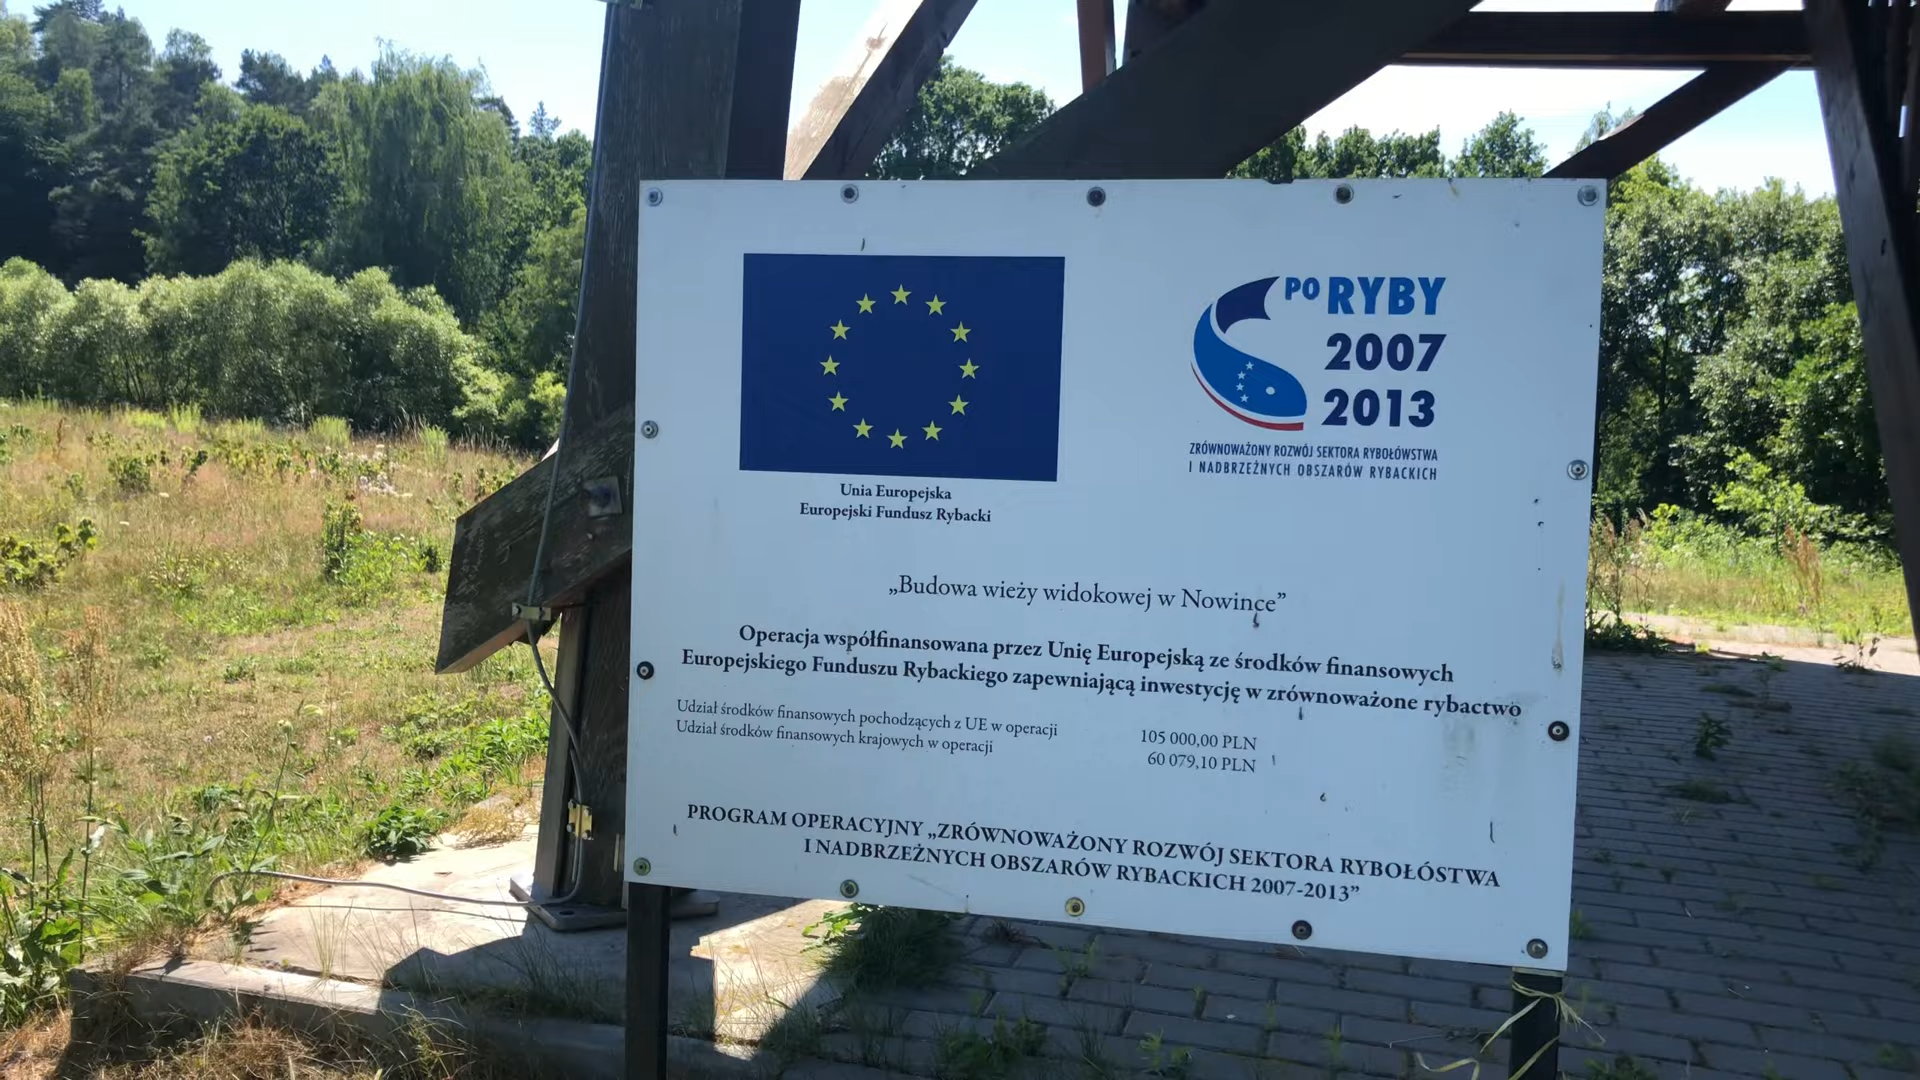 PO RYBY
2007
2013
ZRÓWNOWAŻONY ROZWÓJ SEKTORA RYBOŁÓWSTWA
I NADBRZEŻNYCH OBSZARÓW RYBACKICH
Unia Europejska
Europejski Fundusz Rybacki
„Budowa wieży widokowej w Nowince”
Operacja współfinansowana przez Unię Europejską ze środków finansowych
Europejskiego Funduszu Rybackiego zapewniającą inwestycję w zrównoważone rybactwo
Udział środków finansowych pochodzących z UE w operacji 105 000,00 PLN
Udział środków finansowych krajowych w operacji 60 079,10 PLN
PROGRAM OPERACYJNY „ZRÓWNOWAŻONY ROZWÓJ SEKTORA RYBOŁÓSTWA
I NADBRZEŻNYCH OBSZARÓW RYBACKICH 2007-2013”